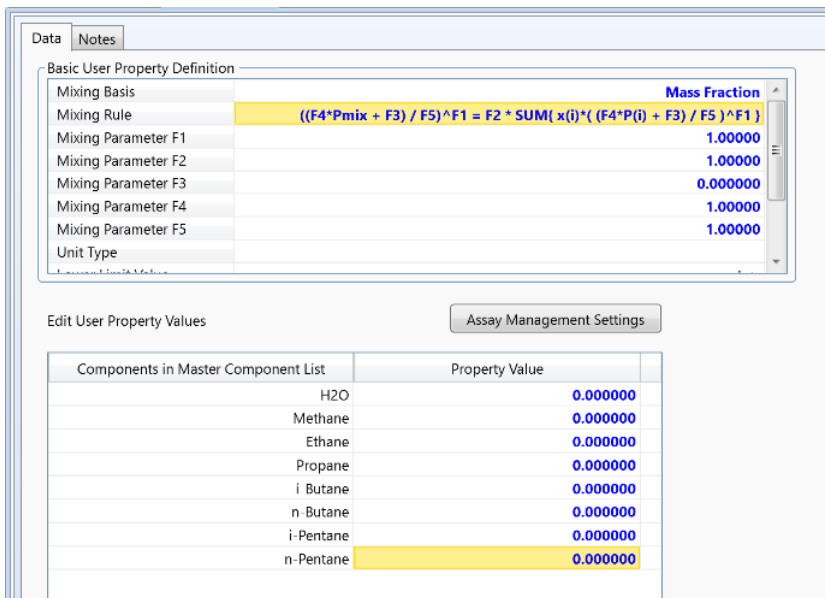 Data Notes
Basic User Property Definition
Mixing Basis Mass Fraction
Mixing Rule ((F4*Pmix + F3) / F5)^F1 = F2 * SUM{ x(i)*( (F4*P(i) + F3) / F5 )^F1 }
Mixing Parameter F1 1.00000
Mixing Parameter F2 1.00000
Mixing Parameter F3 0.000000
Mixing Parameter F4 1.00000
Mixing Parameter F5 1.00000
Unit Type
Edit User Property Values Assay Management Settings
Components in Master Component List Property Value
H2O 0.000000
Methane 0.000000
Ethane 0.000000
Propane 0.000000
i Butane 0.000000
n-Butane 0.000000
i-Pentane 0.000000
n-Pentane 0.000000